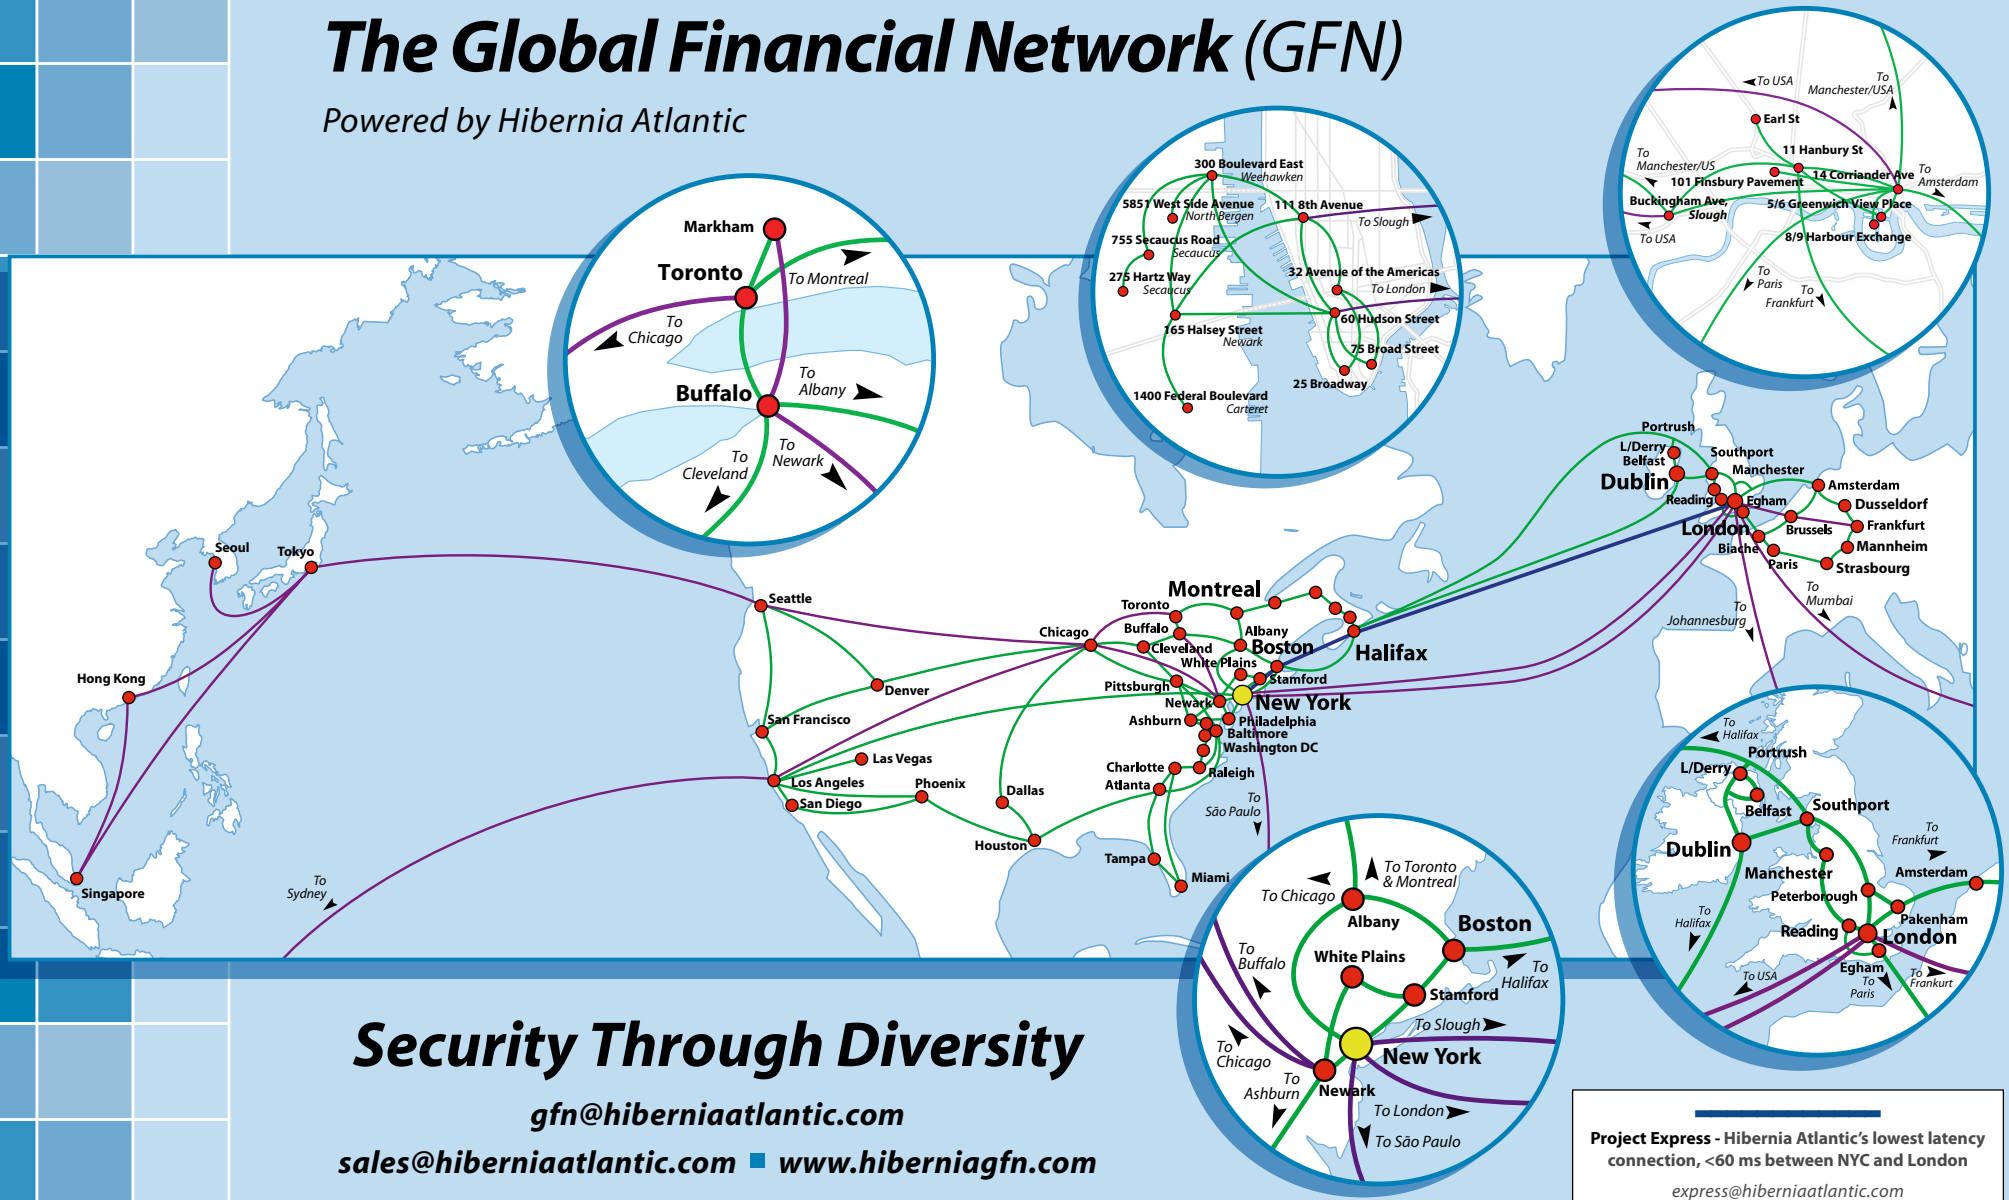 The Global Financial Network (GFN)
Powered by Hibernia Atlantic
Markham
Toronto
To Montreal
To
Chicago
Buffalo
To
Albany
To
Cleveland
To
Newark
300 Boulevard East
Weehawken
5851 West Side Avenue
North Bergen
111 8th Avenue
To Slough
755 Secaucus Road
Secaucus
275 Hartz Way
Secaucus
32 Avenue of the Americas
To London
165 Halsey Street
Newark
60 Hudson Street
75 Broad Street
25 Broadway
1400 Federal Boulevard
Carteret
To USA
To
Manchester/USA
Earl St
11 Hanbury St
To
Manchester/US
101 Finsbury Pavement
14 Corriander Ave
To
Amsterdam
Buckingham Ave,
Slough
5/6 Greenwich View Place
To USA
8/9 Harbour Exchange
To
Paris
To
Frankfurt
Seoul
Tokyo
Hong Kong
Singapore
To
Sydney
Seattle
Denver
San Francisco
Las Vegas
Los Angeles
San Diego
Phoenix
Dallas
Houston
Chicago
Montreal
Toronto
Buffalo
Cleveland
Albany
Boston
Halifax
White Plains
Stamford
Pittsburgh
Newark
New York
Ashburn
Philadelphia
Baltimore
Washington DC
Charlotte
Raleigh
Atlanta
To
São Paulo
Tampa
Miami
Portrush
L/Derry
Belfast
Dublin
Southport
Manchester
Reading
Egham
London
Amsterdam
Dusseldorf
Frankfurt
Brussels
Mannheim
Biache
Paris
Strasbourg
To
Johannesburg
To
Mumbai
To
Halifax
Portrush
L/Derry
Belfast
Southport
Dublin
Manchester
To
Frankfurt
Amsterdam
Peterborough
Pakenham
To
Halifax
Reading
London
Egham
To USA
To
Paris
To
Frankurt
To Chicago
To Toronto
& Montreal
Albany
Boston
To
Buffalo
White Plains
To
Halifax
Stamford
To Slough
To
Chicago
New York
To
Ashburn
Newark
To London
To São Paulo
Security Through Diversity
gfn@hiberniaatlantic.com
sales@hiberniaatlantic.com www.hiberniagfn.com
Project Express - Hibernia Atlantic's lowest latency
connection, <60 ms between NYC and London
express@hiberniaatlantic.com